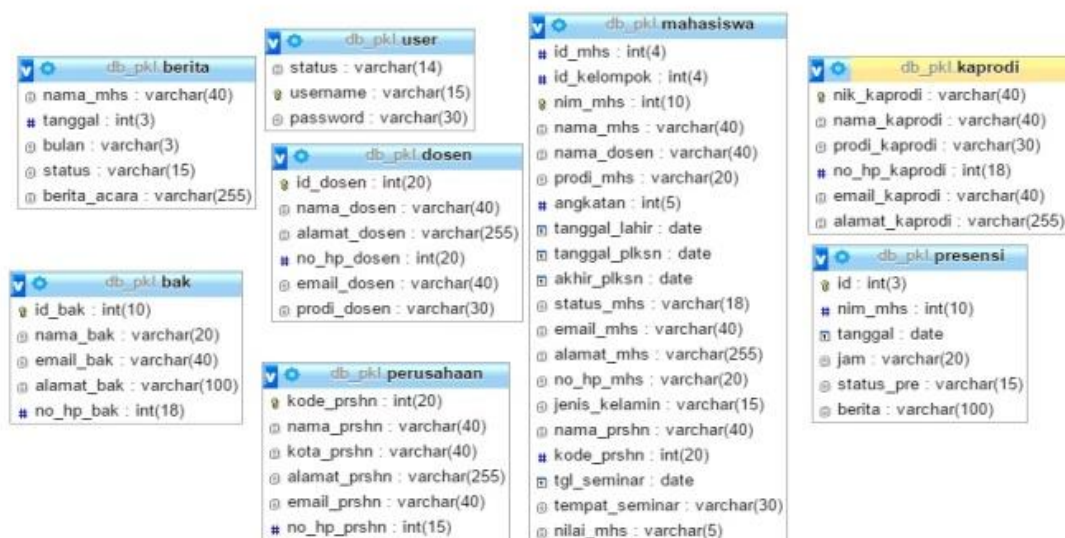 db_pkl.berita
nama_mhs : varchar(40)
tanggal : int(3)
bulan : varchar(3)
status : varchar(15)
berita_acara : varchar(255)
db_pkl.bak
id_bak : int(10)
nama_bak : varchar(20)
email_bak : varchar(40)
alamat_bak : varchar(100)
no_hp_bak : int(18)
db_pkl.user
status : varchar(14)
username : varchar(15)
password : varchar(30)
db_pkl.dosen
id_dosen : int(20)
nama_dosen : varchar(40)
alamat_dosen : varchar(255)
no_hp_dosen : int(20)
email_dosen : varchar(40)
prodi_dosen : varchar(30)
db_pkl.perusahaan
kode_prshn : int(20)
nama_prshn : varchar(40)
kota_prshn : varchar(40)
alamat_prshn : varchar(255)
email_prshn : varchar(40)
no_hp_prshn : int(15)
db_pkl.mahasiswa
id_mhs : int(4)
id_kelompok : int(4)
nim_mhs : int(10)
nama_mhs : varchar(40)
nama_dosen : varchar(40)
prodi_mhs : varchar(20)
angkatan : int(5)
tanggal_lahir : date
tanggal_plksn : date
akhir_plksn : date
status_mhs : varchar(18)
email_mhs : varchar(40)
alamat_mhs : varchar(255)
no_hp_mhs : varchar(20)
jenis_kelamin : varchar(15)
nama_prshn : varchar(40)
kode_prshn : int(20)
tgl_seminar : date
tempat_seminar : varchar(30)
nilai_mhs : varchar(5)
db_pkl.kaprodi
nik_kaprodi : varchar(40)
nama_kaprodi : varchar(40)
prodi_kaprodi : varchar(30)
no_hp_kaprodi : int(18)
email_kaprodi : varchar(40)
alamat_kaprodi : varchar(255)
db_pkl.presensi
id : int(3)
nim_mhs : int(10)
tanggal : date
jam : varchar(20)
status_pre : varchar(15)
berita : varchar(100)